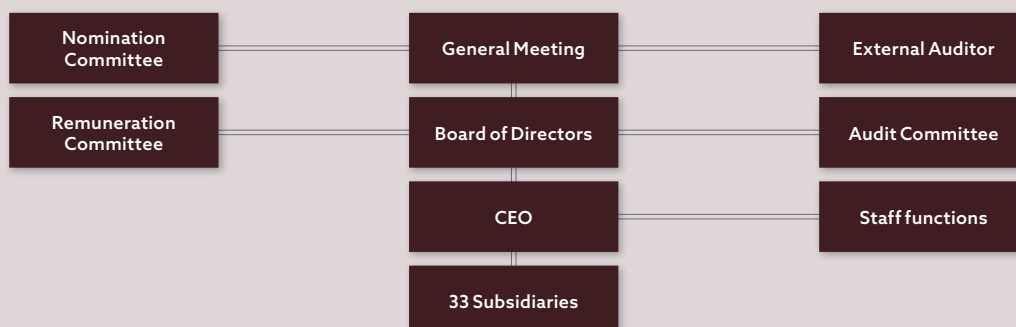 Nomination
Committee
General Meeting
External Auditor
Remuneration
Committee
Board of Directors
Audit Committee
CEO
Staff functions
33 Subsidiaries